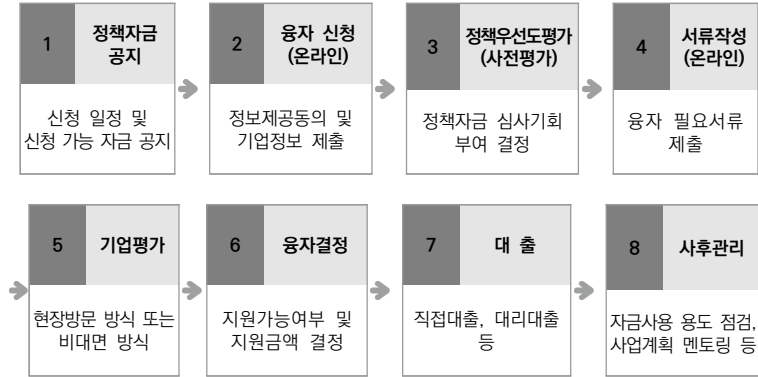 1
정책자금
공지
신청 일정 및
신청 가능 자금 공지
2
융자 신청
(온라인)
정보제공동의 및
기업정보 제출
3
정책우선도평가
(사전평가)
정책자금 심사기회
부여 결정
4
서류작성
(온라인)
융자 필요서류
제출
5
기업평가
현장방문 방식 또는
비대면 방식
6
융자결정
지원가능여부 및
지원금액 결정
7
대 출
직접대출, 대리대출
등
8
사후관리
자금사용 용도 점검,
사업계획 멘토링 등